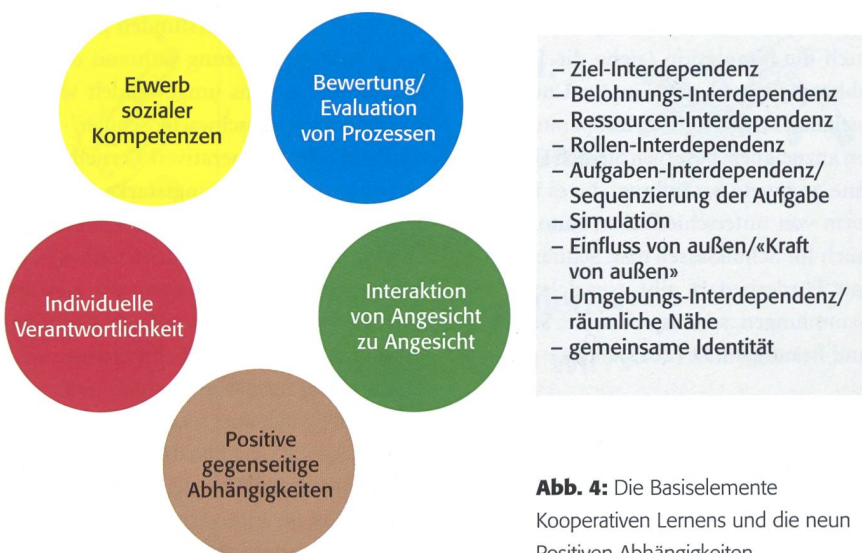 Erwerb
sozialer
Kompetenzen
Bewertung/
Evaluation
von Prozessen
Individuelle
Verantwortlichkeit
Interaktion
von Angesicht
zu Angesicht
Positive
gegenseitige
Abhängigkeiten
– Ziel-Interdependenz
– Belohnungs-Interdependenz
– Ressourcen-Interdependenz
– Rollen-Interdependenz
– Aufgaben-Interdependenz/
Sequenzierung der Aufgabe
– Simulation
– Einfluss von außen/«Kraft
von außen»
– Umgebungs-Interdependenz/
räumliche Nähe
– gemeinsame Identität
Abb. 4: Die Basiselemente
Kooperativen Lernens und die neun
Positiven Abhängigkeiten